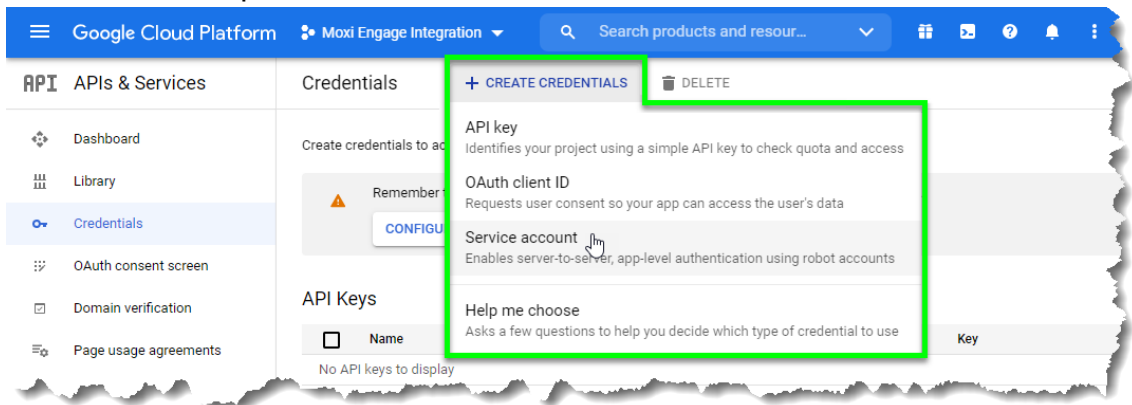 Google Cloud Platform
Moxi Engage Integration
Search products and resour...
API APIs & Services
Credentials
+ CREATE CREDENTIALS
DELETE
Dashboard
Library
Credentials
OAuth consent screen
Domain verification
Page usage agreements
Create credentials to ac
Remember
CONFIGU
API key
Identifies your project using a simple API key to check quota and access
OAuth client ID
Requests user consent so your app can access the user's data
Service account
Enables server-to-server, app-level authentication using robot accounts
Help me choose
Asks a few questions to help you decide which type of credential to use
API Keys
Name
Key
No API keys to display